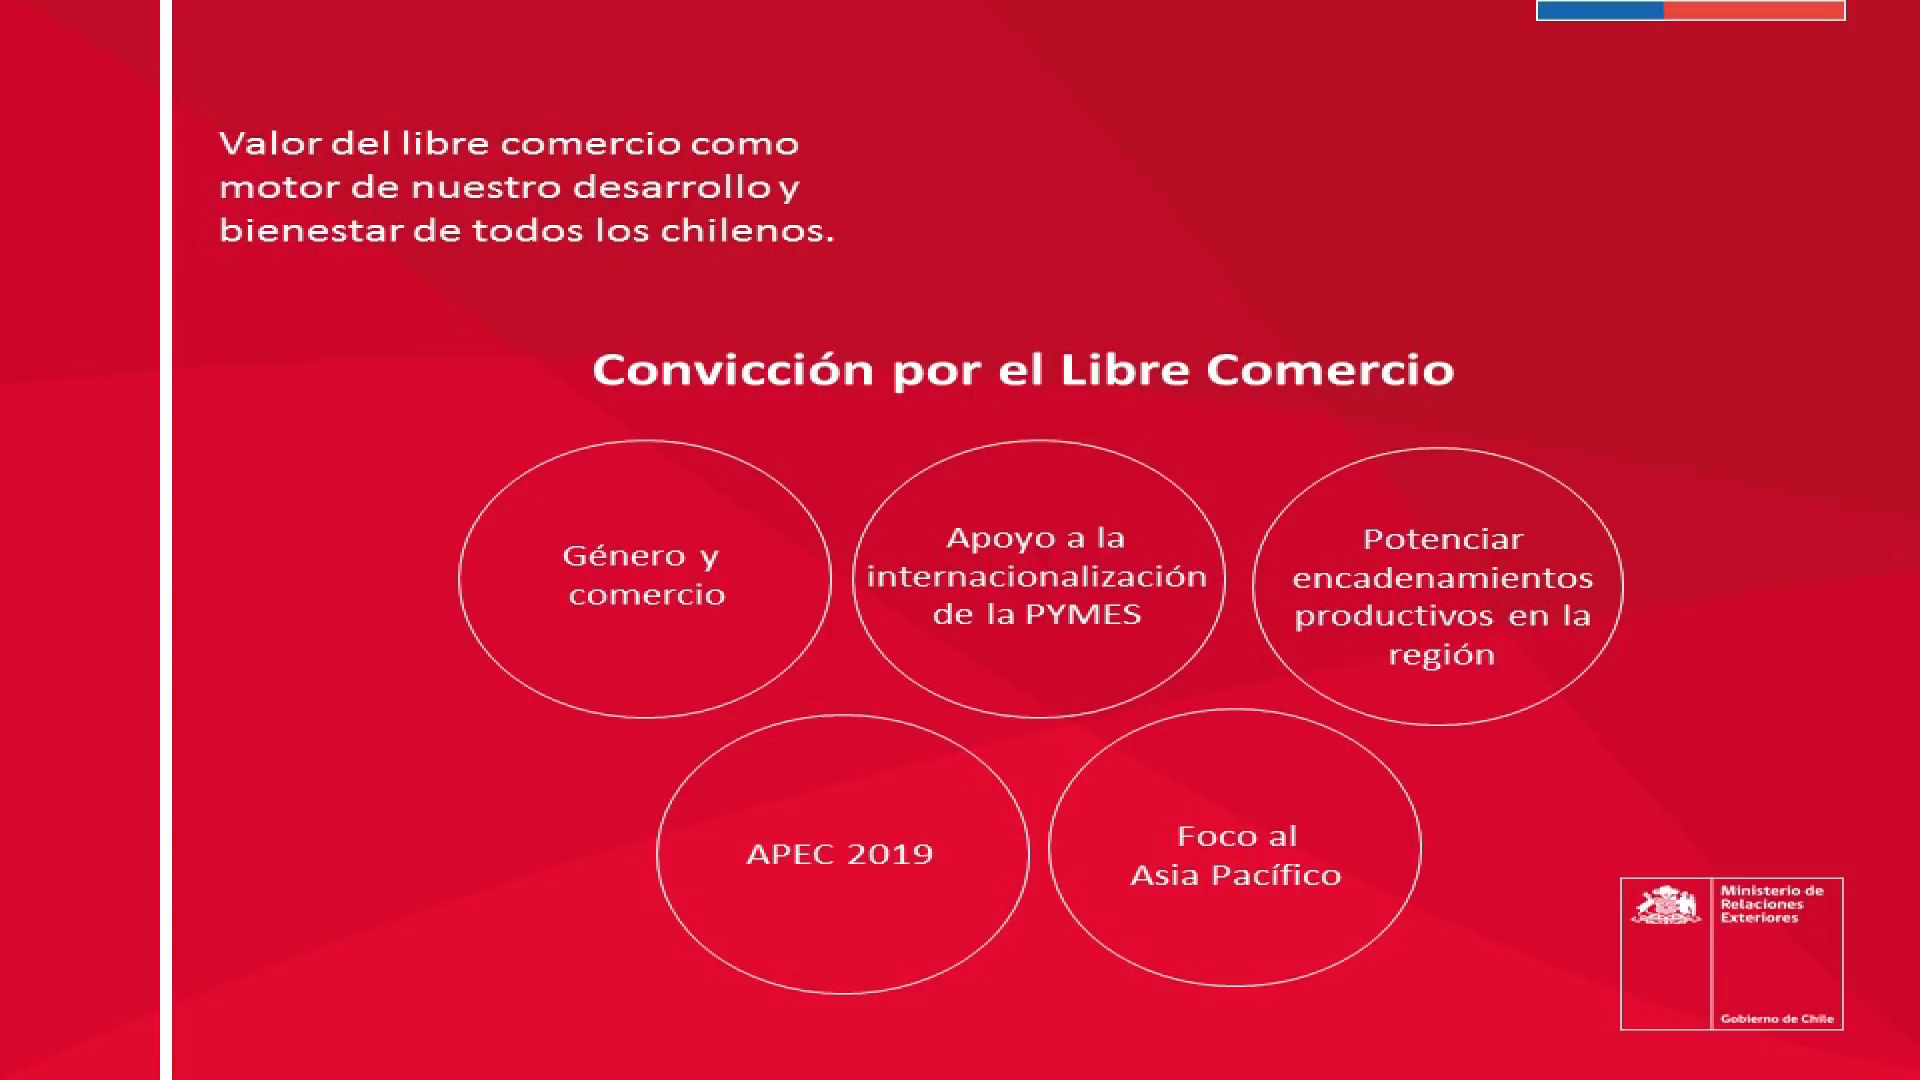 Valor del libre comercio como
motor de nuestro desarrollo y
bienestar de todos los chilenos.
Convicción por el Libre Comercio
Género y
comercio
Apoyo a la
internacionalización
de la PYMES
Potenciar
encadenamientos
productivos en la
región
APEC 2019
Foco al
Asia Pacífico
Ministerio de
Relaciones
Exteriores
Gobierno de Chile